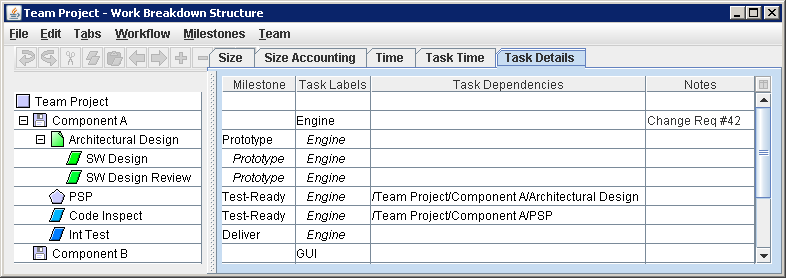 Team Project - Work Breakdown Structure
File Edit Tabs Workflow Milestones Team
Size Size Accounting Time Task Time Task Details
Milestone Task Labels Task Dependencies Notes
Team Project
Component A Engine Change Req #42
Architectural Design Prototype Engine
SW Design Prototype Engine
SW Design Review Prototype Engine
PSP Test-Ready Engine /Team Project/Component A/Architectural Design
Code Inspect Test-Ready Engine /Team Project/Component A/PSP
Int Test Deliver Engine
Component B GUI